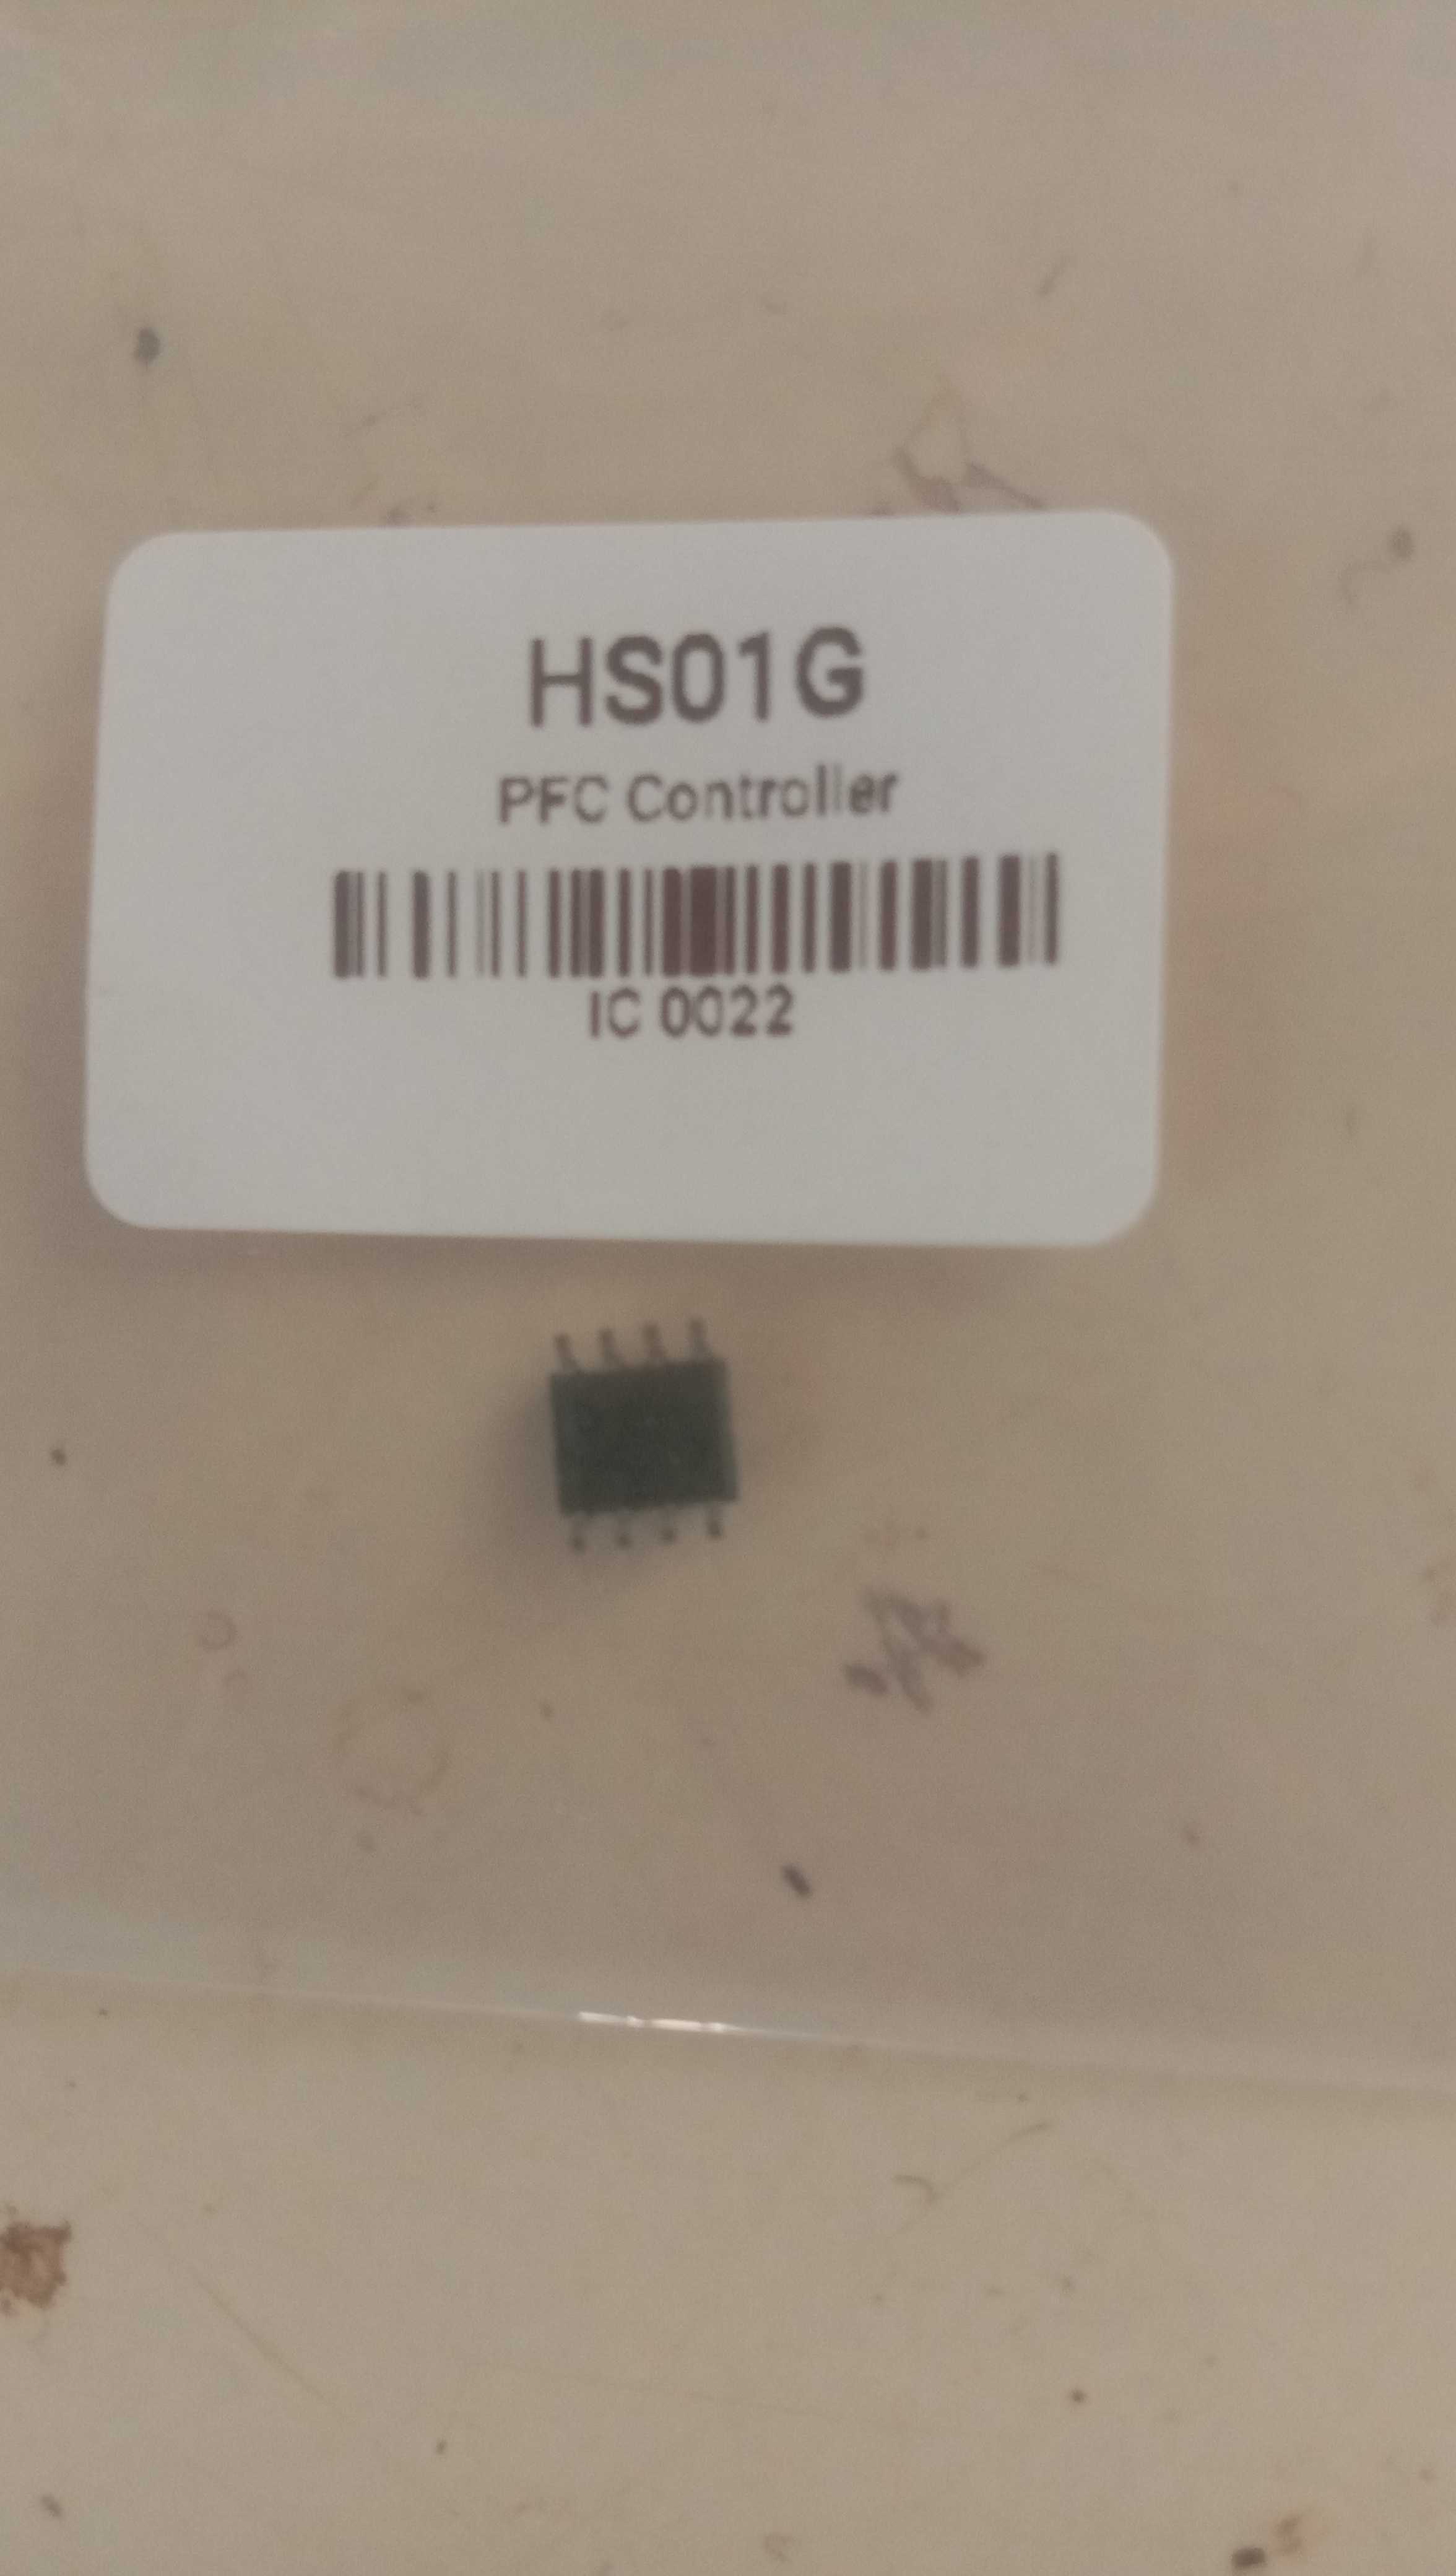 HS01G
PFC Controller
IC 0022